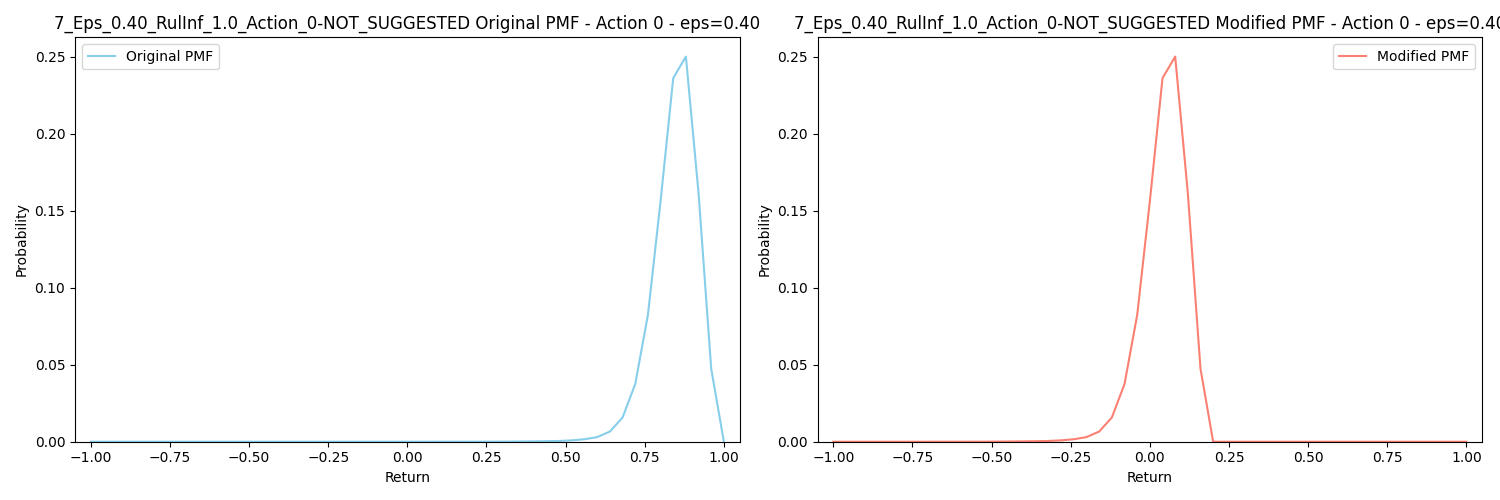 7_Eps_0.40_RulInf_1.0_Action_0-NOT_SUGGESTED Original PMF - Action 0 - eps=0.40
Original PMF
0.25
0.20
0.15
0.10
0.05
0.00
Probability
−1.00 −0.75 −0.50 −0.25 0.00 0.25 0.50 0.75 1.00
Return
7_Eps_0.40_RulInf_1.0_Action_0-NOT_SUGGESTED Modified PMF - Action 0 - eps=0.40
Modified PMF
0.25
0.20
0.15
0.10
0.05
0.00
Probability
−1.00 −0.75 −0.50 −0.25 0.00 0.25 0.50 0.75 1.00
Return